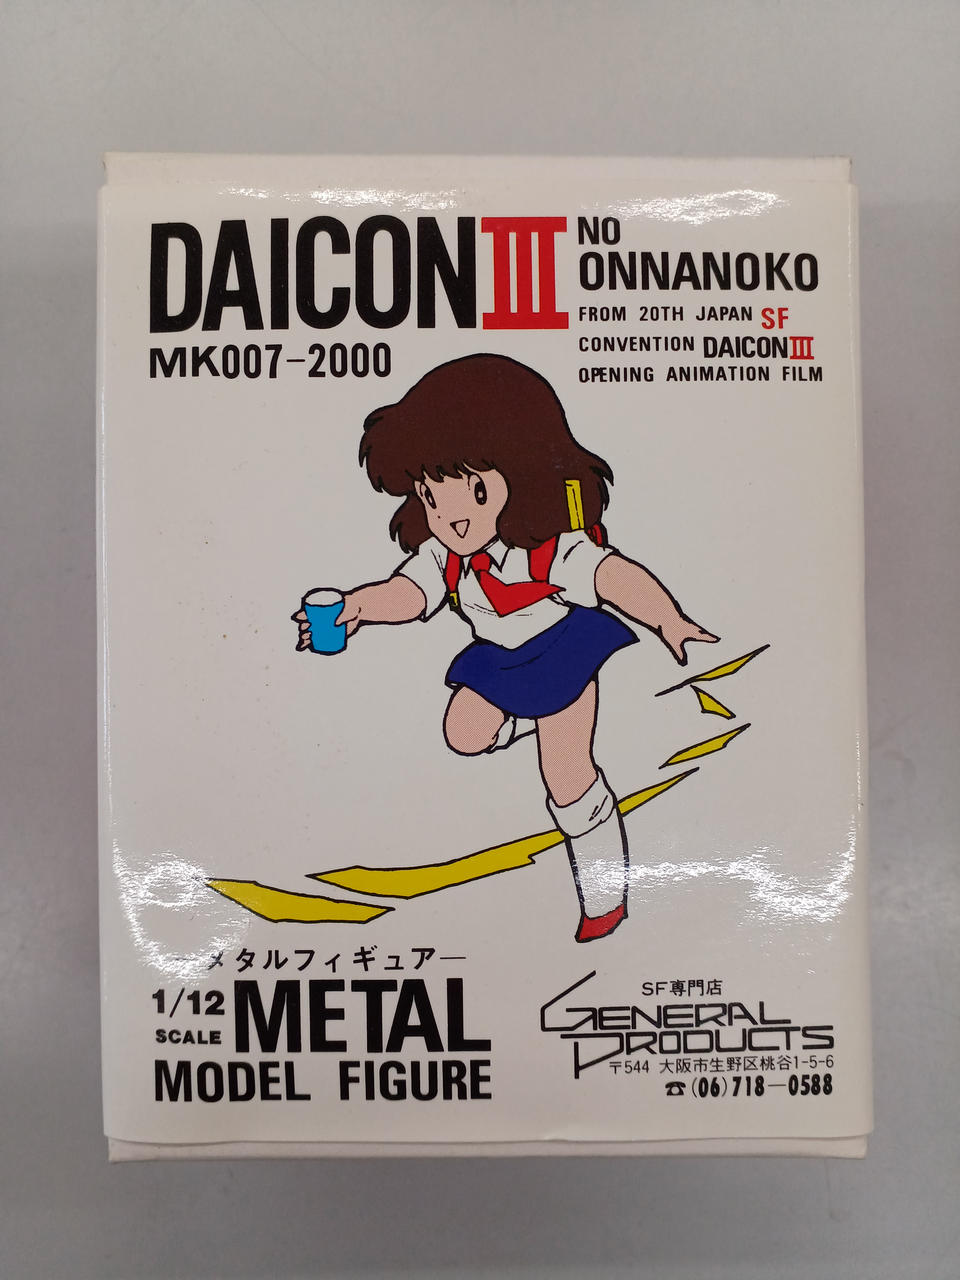 DAICON III
NO
ONNANOKO
FROM 20TH JAPAN SF
CONVENTION DAICON III
OPENING ANIMATION FILM
MK007-2000
—メタルフィギュア—
1/12
SCALE
METAL
MODEL FIGURE
SF専門店
GENERAL
PRODUCTS
〒544 大阪市生野区桃谷1-5-6
☎(06)718—0588